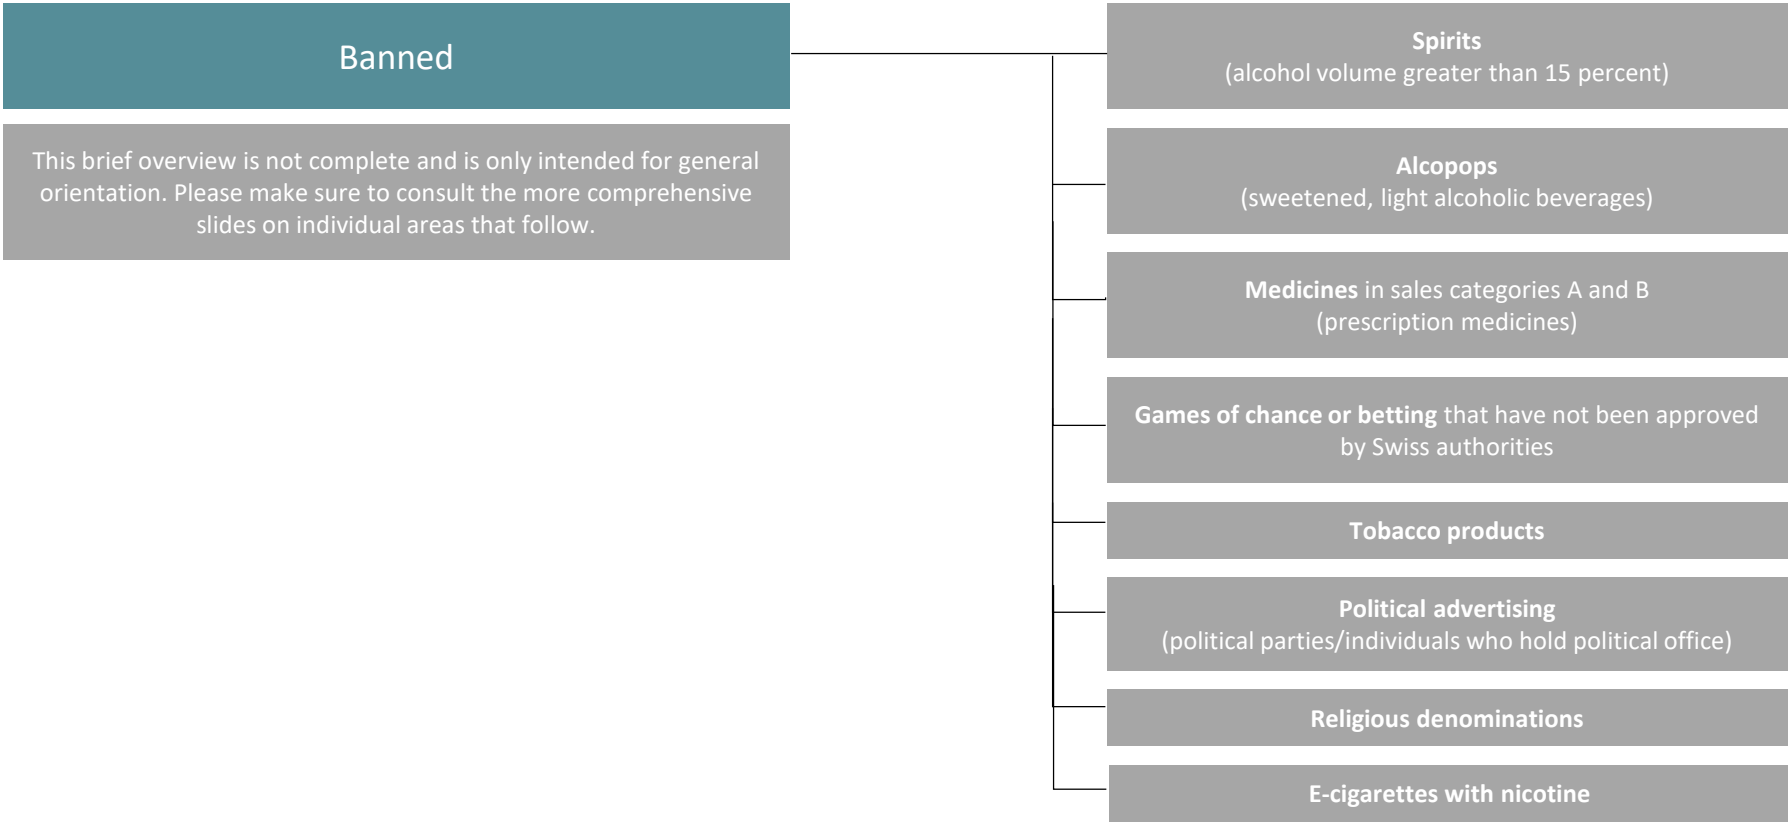 Banned
This brief overview is not complete and is only intended for general
orientation. Please make sure to consult the more comprehensive
slides on individual areas that follow.
Spirits
(alcohol volume greater than 15 percent)
Alcopops
(sweetened, light alcoholic beverages)
Medicines in sales categories A and B
(prescription medicines)
Games of chance or betting that have not been approved
by Swiss authorities
Tobacco products
Political advertising
(political parties/individuals who hold political office)
Religious denominations
E-cigarettes with nicotine